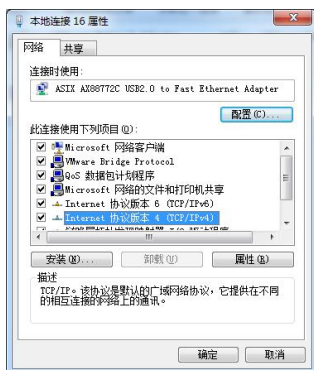 本地连接 16 属性
网络 共享
连接时使用:
ASIX AX88772C USB2.0 to Fast Ethernet Adapter
配置(C)...
此连接使用下列项目(O):
Microsoft 网络客户端
VMware Bridge Protocol
QoS 数据包计划程序
Microsoft 网络的文件和打印机共享
Internet 协议版本 6 (TCP/IPv6)
Internet 协议版本 4 (TCP/IPv4)
安装(N)... 卸载(U) 属性(R)
描述
TCP/IP。该协议是默认的广域网络协议，它提供在不同
的相互连接的网络上的通讯。
确定 取消